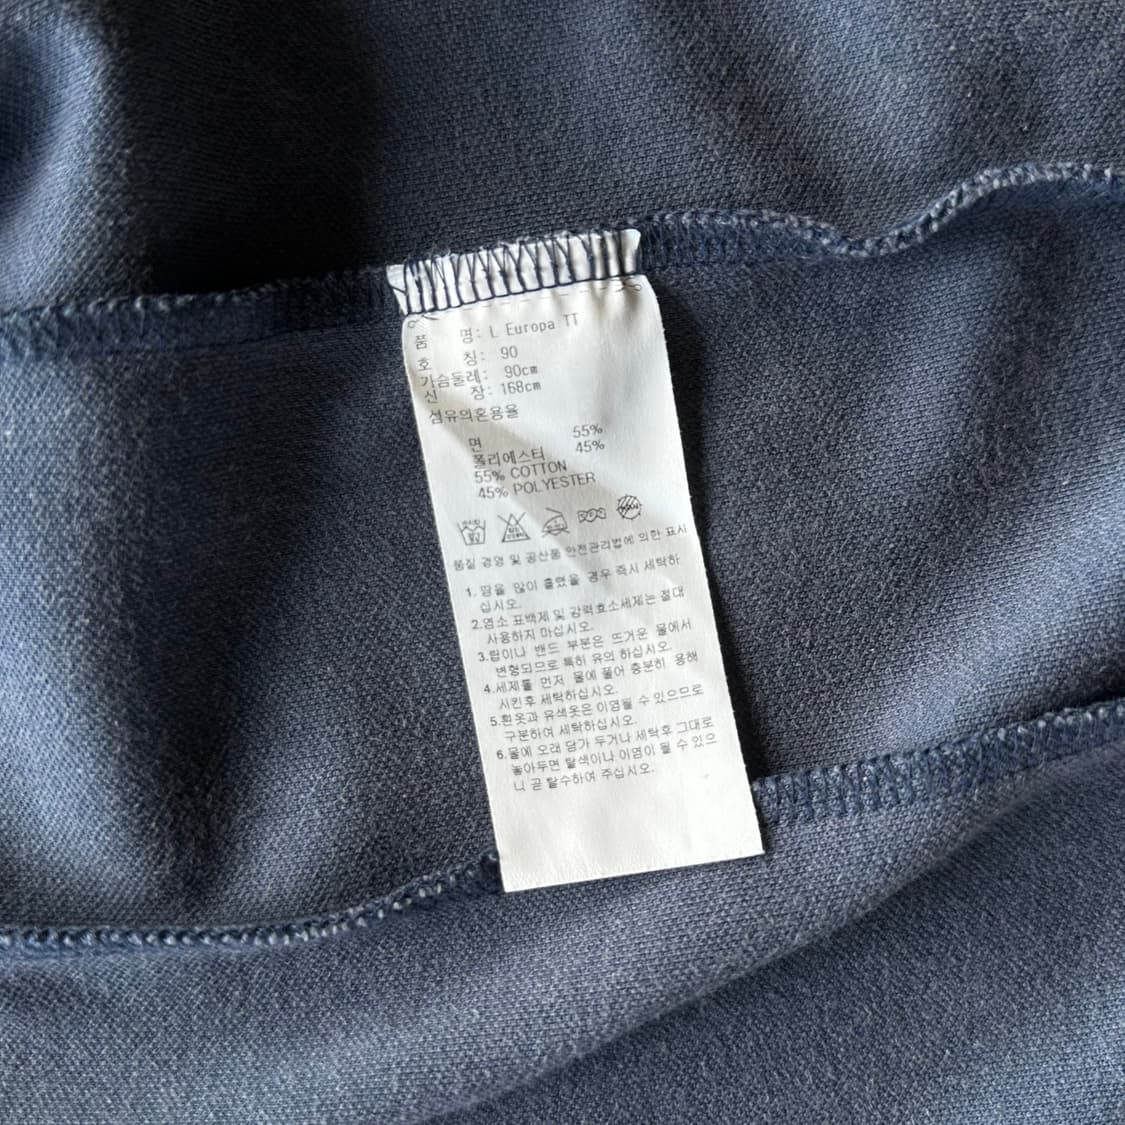 품 명: L Europa TT
호 칭: 90
가슴둘레: 90cm
신 장: 168cm
섬유의혼용율
면 55%
폴리에스터 45%
55% COTTON
45% POLYESTER
품질 경영 및 공산품 안전관리법에 의한 표시
1. 땀을 많이 흘렸을 경우 즉시 세탁하
십시오.
2.염소 표백제 및 강력효소세제는 절대
사용하지 마십시오.
3.립이나 밴드 부분은 뜨거운 물에서
변형되므로 특히 유의 하십시오.
4.세제를 먼저 물에 풀어 충분히 용해
시킨후 세탁하십시오.
5.흰옷과 유색옷은 이염될 수 있으므로
구분하여 세탁하십시오.
6.물에 오래 담가 두거나 세탁후 그대로
놓아두면 탈색이나 이염이 될 수 있으
니 곧 탈수하여 주십시오.